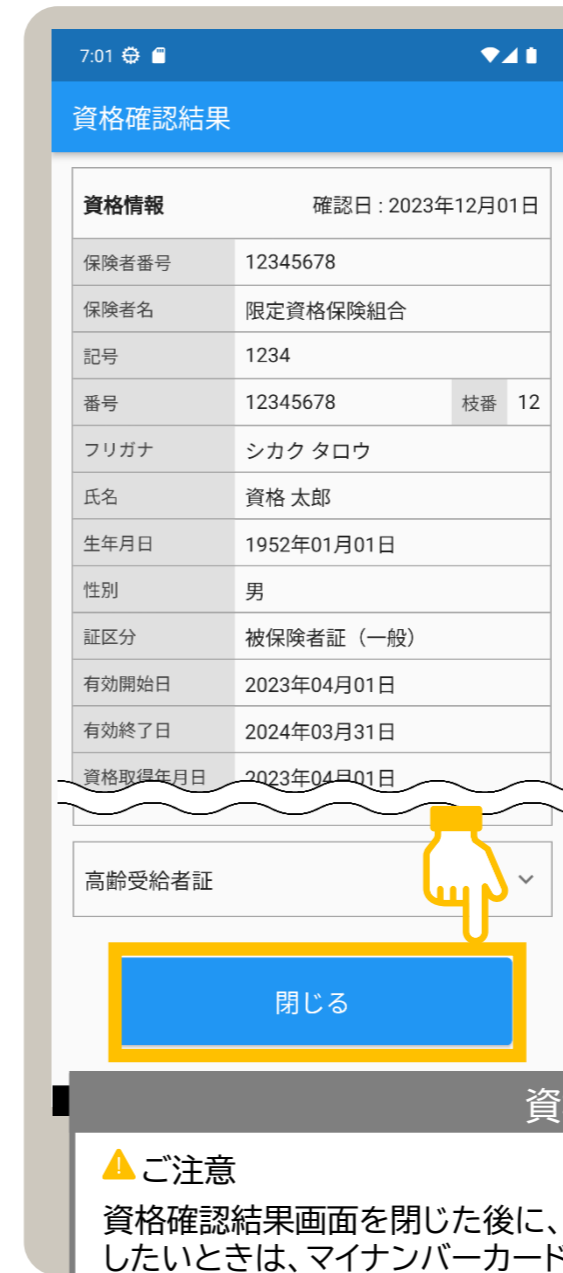 7:01
資格確認結果
資格情報 確認日 : 2023年12月01日
保険者番号 12345678
保険者名 限定資格保険組合
記号 1234
番号 12345678 枝番 12
フリガナ シカク タロウ
氏名 資格 太郎
生年月日 1952年01月01日
性別 男
証区分 被保険者証（一般）
有効開始日 2023年04月01日
有効終了日 2024年03月31日
資格取得年月日 2023年04月01日
高齢受給者証
閉じる
資
ご注意
資格確認結果画面を閉じた後に、
したいときは、マイナンバーカード